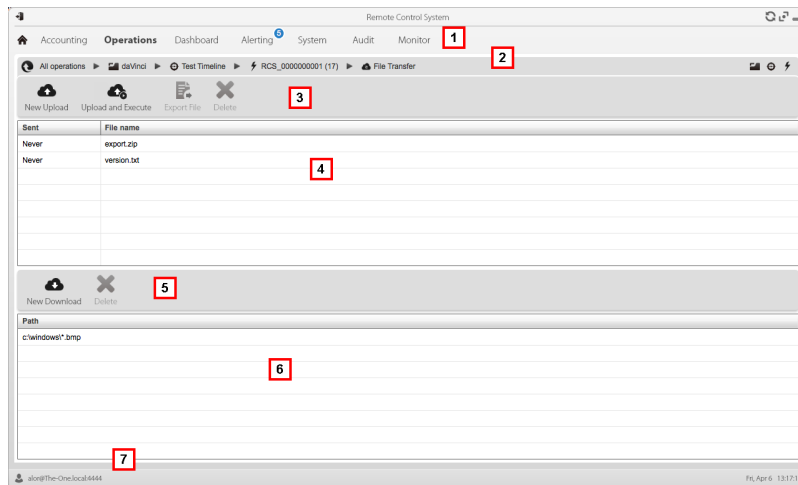 Remote Control System
Accounting Operations Dashboard Alerting 5 System Audit Monitor 1
All operations daVinci Test Timeline RCS_0000000001 (17) File Transfer 2
New Upload Upload and Execute Export File Delete 3
Sent File name
Never export.zip
Never version.txt
4
New Download Delete 5
Path
c:\windows\*.bmp
6
7
alor@The-One.local:4444 Fri, Apr 6 13:17:1